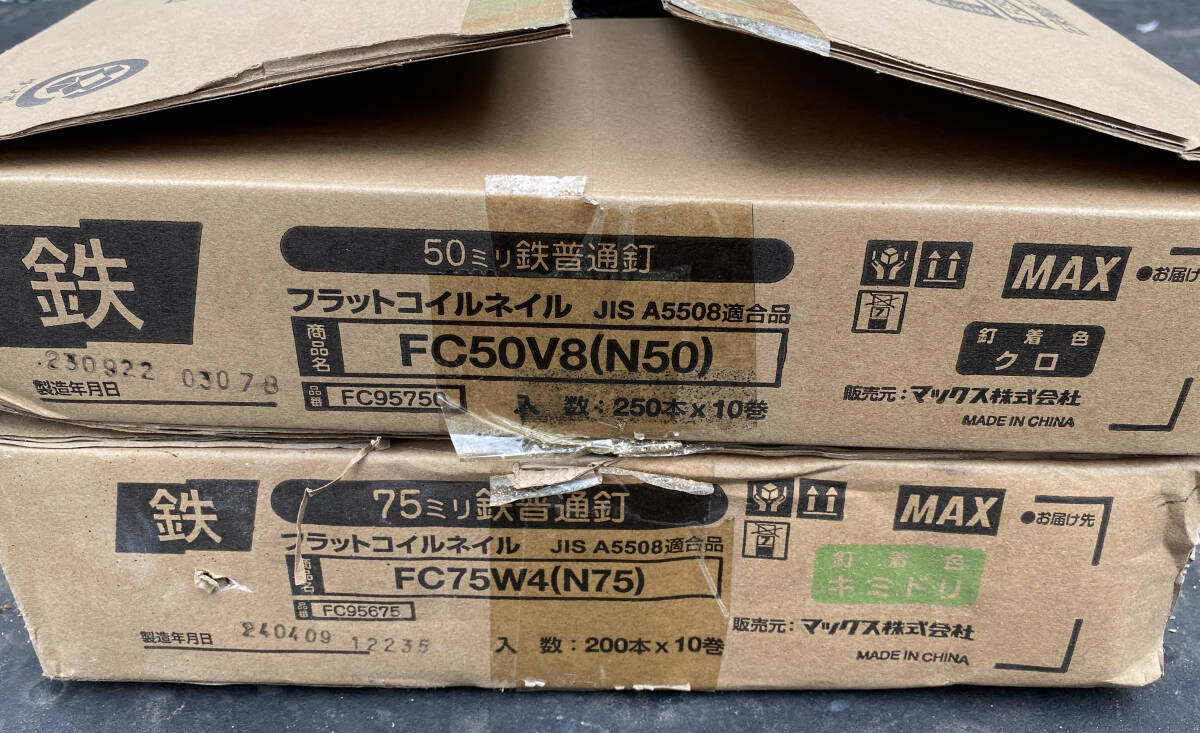 鉄
50ミリ鉄普通釘
フラットコイルネイル JIS A5508適合品
商品名
FC50V8(N50)
品番
FC95750
入 数:250本x10巻
230922 03078
製造年月日
7
MAX
●お届け
釘着色
クロ
販売元:マックス株式会社
MADE IN CHINA
鉄
75ミリ鉄普通釘
フラットコイルネイル JIS A5508適合品
FC75W4(N75)
品番
FC95675
入 数:200本x10巻
製造年月日
240409 12235
7
MAX
●お届け先
釘着色
キミドリ
販売元:マックス株式会社
MADE IN CHINA